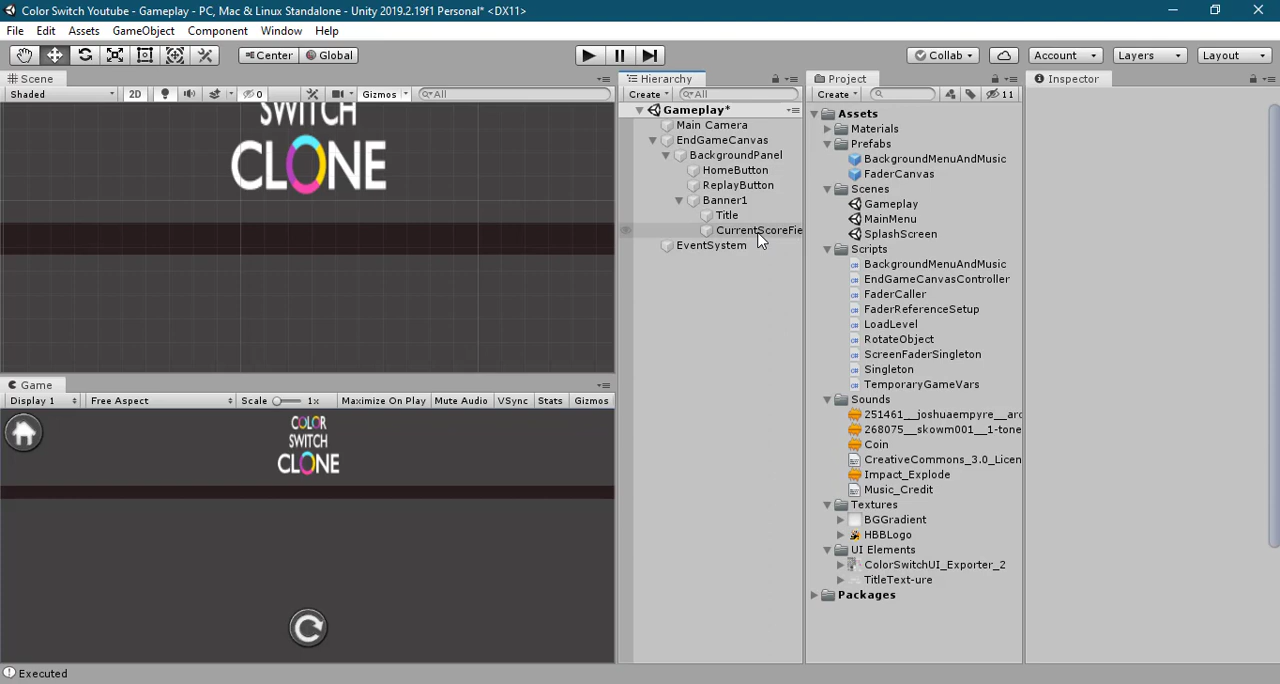 Color Switch Youtube - Gameplay - PC, Mac & Linux Standalone - Unity 2019.2.19f1 Personal* <DX11>
File Edit Assets GameObject Component Window Help
Center Global Collab Account Layers Layout
Scene
Shaded 2D 0 Gizmos All
SWITCH
CLONE
Game
Display 1 Free Aspect Scale 1x Maximize On Play Mute Audio VSync Stats Gizmos
COLOR
SWITCH
CLONE
Hierarchy
Create All
Gameplay*
Main Camera
EndGameCanvas
BackgroundPanel
HomeButton
ReplayButton
Banner1
Title
CurrentScoreFie
EventSystem
Project
Create 11
Assets
Materials
Prefabs
BackgroundMenuAndMusic
FaderCanvas
Scenes
Gameplay
MainMenu
SplashScreen
Scripts
BackgroundMenuAndMusic
EndGameCanvasController
FaderCaller
FaderReferenceSetup
LoadLevel
RotateObject
ScreenFaderSingleton
Singleton
TemporaryGameVars
Sounds
251461__joshuaempyre__arc
268075__skowm001__1-tone
Coin
CreativeCommons_3.0_Licen
Impact_Explode
Music_Credit
Textures
BGGradient
HBBLogo
UI Elements
ColorSwitchUI_Exporter_2
TitleText-ure
Packages
Inspector
Executed